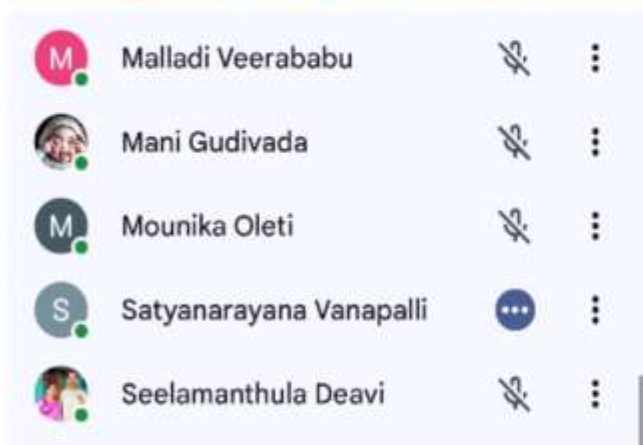 M Malladi Veerababu
Mani Gudivada
M Mounika Oleti
S Satyanarayana Vanapalli
Seelamanthula Deavi